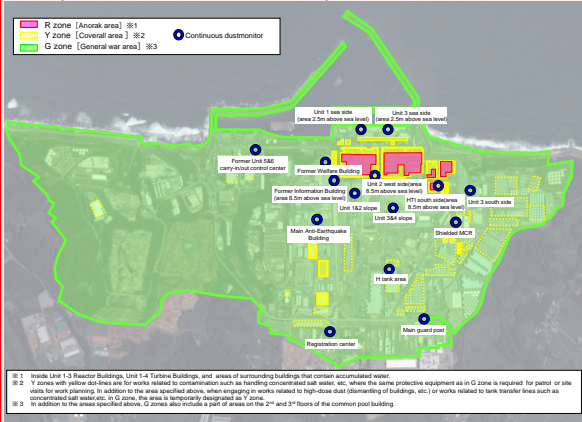 R zone [Anorak area] ※1
Y zone [Coverall area] ※2
G zone [General war area] ※3
Continuous dustmonitor
Unit 1 sea side
(area 2.5m above sea level)
Unit 3 sea side
(area 2.5m above sea level)
Former Unit 5&6
carry-in/out control center
Former Welfare Building
Former Information Building
(area 8.5m above sea level)
Unit 2 west side(area
8.5m above sea level)
HTI south side(area
8.5m above sea level)
Unit 3 south side
Unit 1&2 slope
Unit 3&4 slope
Shielded MCR
Main Anti-Earthquake
Building
H tank area
Main guard post
Registration center
※ 1 Inside Unit 1-3 Reactor Buildings, Unit 1-4 Turbine Buildings, and areas of surrounding buildings that contain accumulated water.
※ 2 Y zones with yellow dot-lines are for works related to contamination such as handling concentrated salt water, etc, where the same protective equipment as in G zone is required for patrol or site
visits for work planning. In addition to the area specified above, when engaging in works related to high-dose dust (dismantling of buildings, etc.) or works related to tank transfer lines such as
concentrated salt water,etc. in G zone, the area is temporarily designated as Y zone.
※ 3 In addition to the areas specified above, G zones also include a part of areas on the 2nd and 3rd floors of the common pool building.